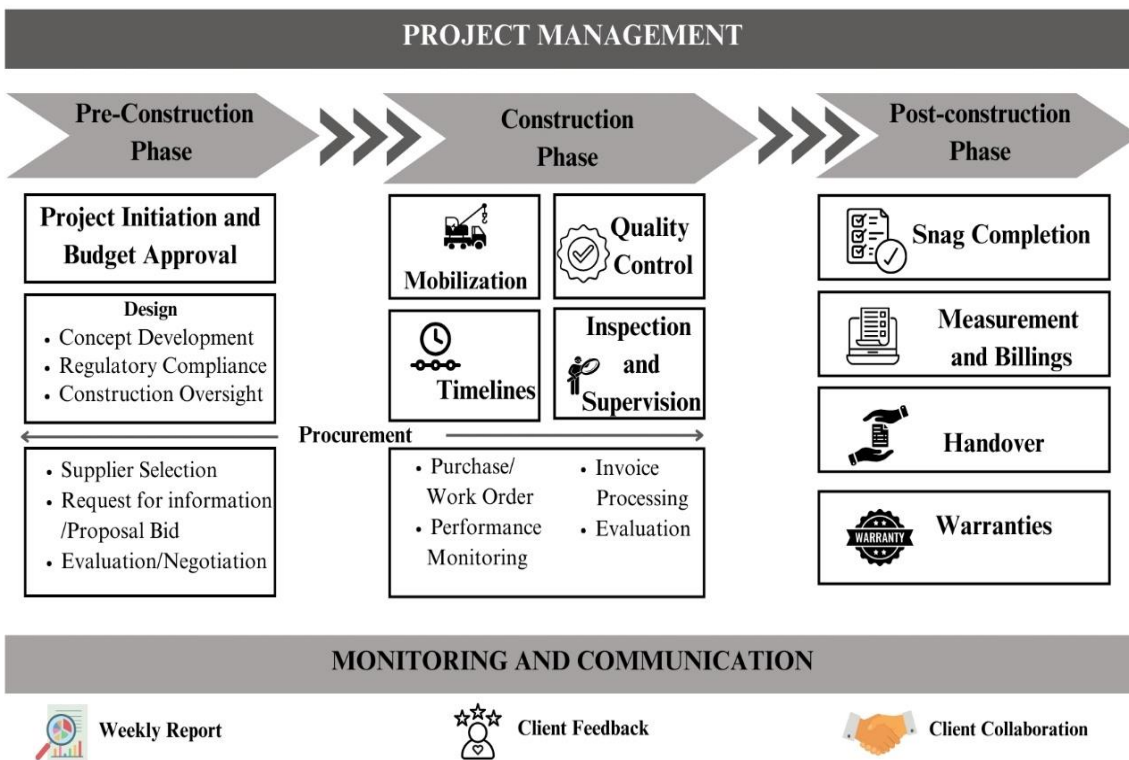 PROJECT MANAGEMENT
Pre-Construction
Phase
Construction
Phase
Post-construction
Phase
Project Initiation and
Budget Approval
Design
• Concept Development
• Regulatory Compliance
• Construction Oversight
Mobilization
Quality
Control
Timelines
Inspection
and
Supervision
Procurement
• Supplier Selection
• Request for information
/Proposal Bid
• Evaluation/Negotiation
• Purchase/
Work Order
• Performance
Monitoring
• Invoice
Processing
• Evaluation
Snag Completion
Measurement
and Billings
Handover
WARRANTY
Warranties
MONITORING AND COMMUNICATION
Weekly Report
Client Feedback
Client Collaboration